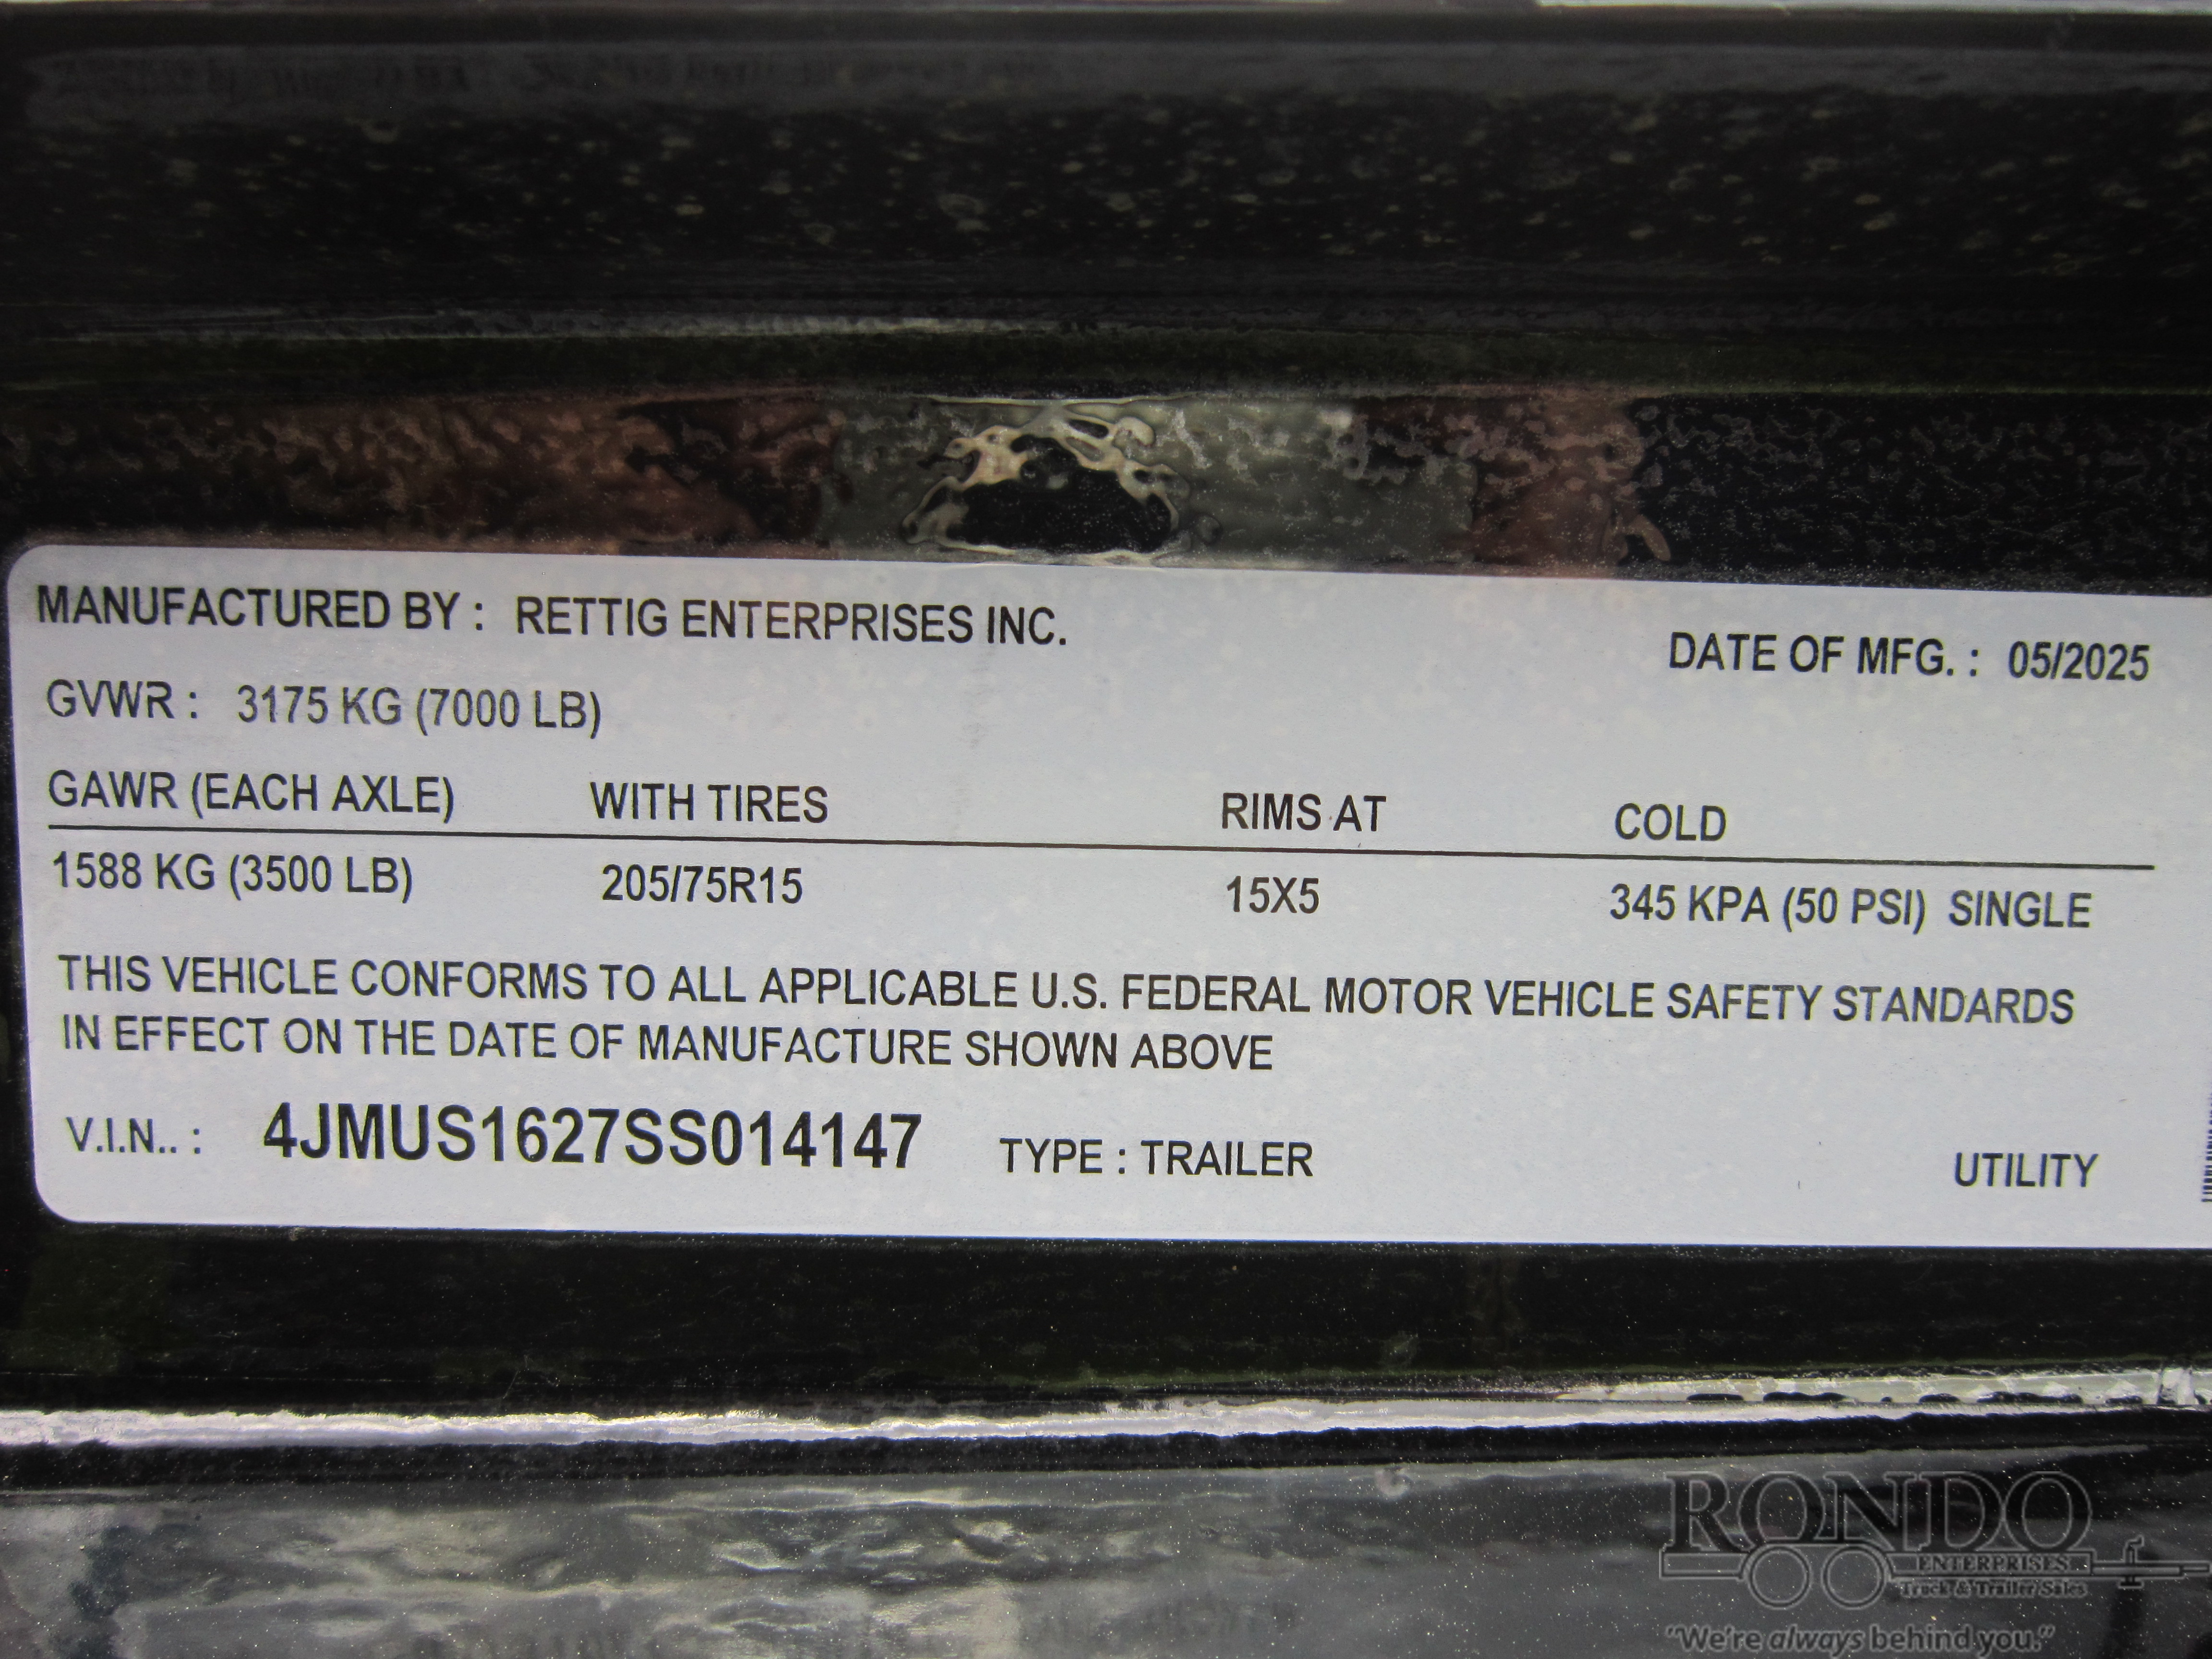 MANUFACTURED BY : RETTIG ENTERPRISES INC.
DATE OF MFG. : 05/2025
GVWR : 3175 KG (7000 LB)
GAWR (EACH AXLE) WITH TIRES RIMS AT COLD
1588 KG (3500 LB) 205/75R15 15X5 345 KPA (50 PSI) SINGLE
THIS VEHICLE CONFORMS TO ALL APPLICABLE U.S. FEDERAL MOTOR VEHICLE SAFETY STANDARDS
IN EFFECT ON THE DATE OF MANUFACTURE SHOWN ABOVE
V.I.N.. : 4JMUS1627SS014147 TYPE : TRAILER UTILITY
RONDO
ENTERPRISES
Truck & Trailer Sales
"We're always behind you."